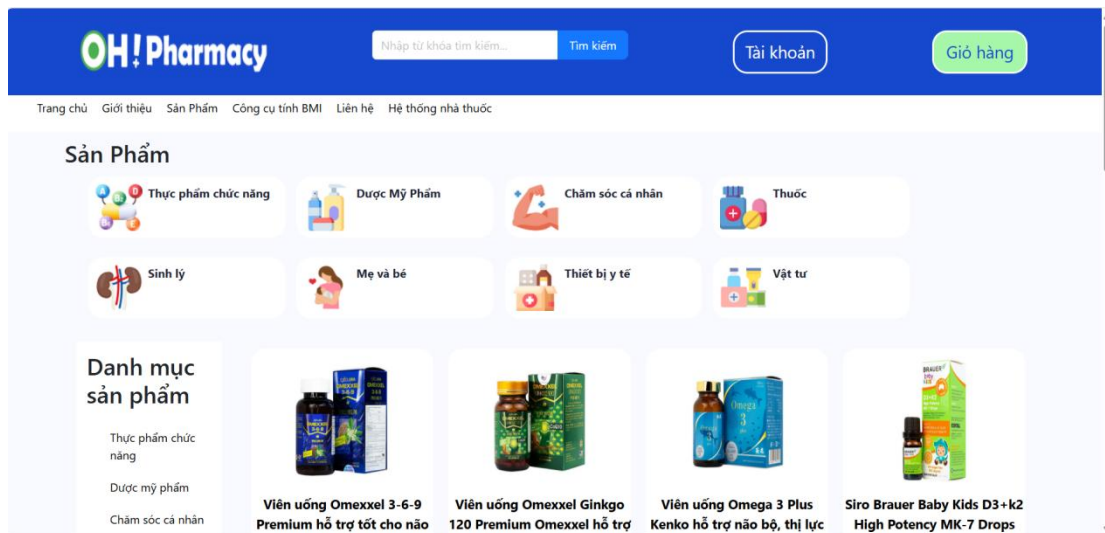 OH! Pharmacy
Nhập từ khóa tìm kiếm...
Tìm kiếm
Tài khoản
Giỏ hàng
Trang chủ Giới thiệu Sản Phẩm Công cụ tính BMI Liên hệ Hệ thống nhà thuốc
Sản Phẩm
Thực phẩm chức năng
Dược Mỹ Phẩm
Chăm sóc cá nhân
Thuốc
Sinh lý
Mẹ và bé
Thiết bị y tế
Vật tư
Danh mục
sản phẩm
Thực phẩm chức
năng
Dược mỹ phẩm
Chăm sóc cá nhân
Viên uống Omexxel 3-6-9
Premium hỗ trợ tốt cho não
Viên uống Omexxel Ginkgo
120 Premium Omexxel hỗ trợ
Omega
3
Viên uống Omega 3 Plus
Kenko hỗ trợ não bộ, thị lực
BRAUER
Siro Brauer Baby Kids D3+k2
High Potency MK-7 Drops